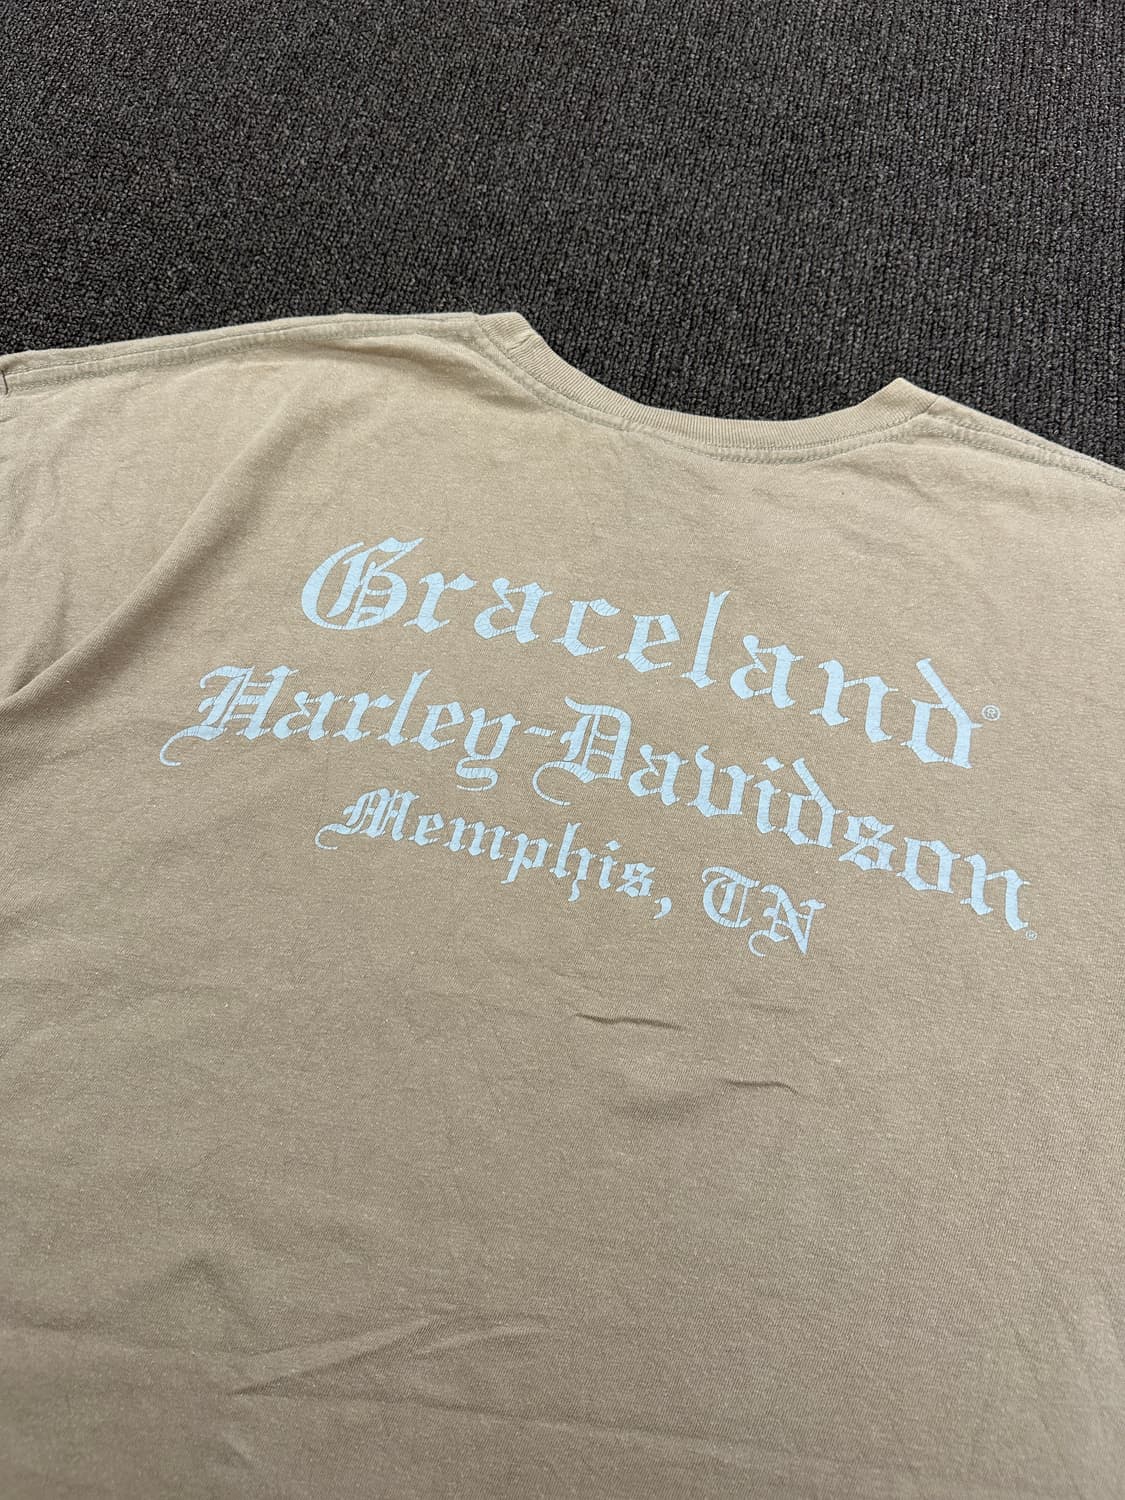 Graceland®
Harley-Davidson®
Memphis, TN